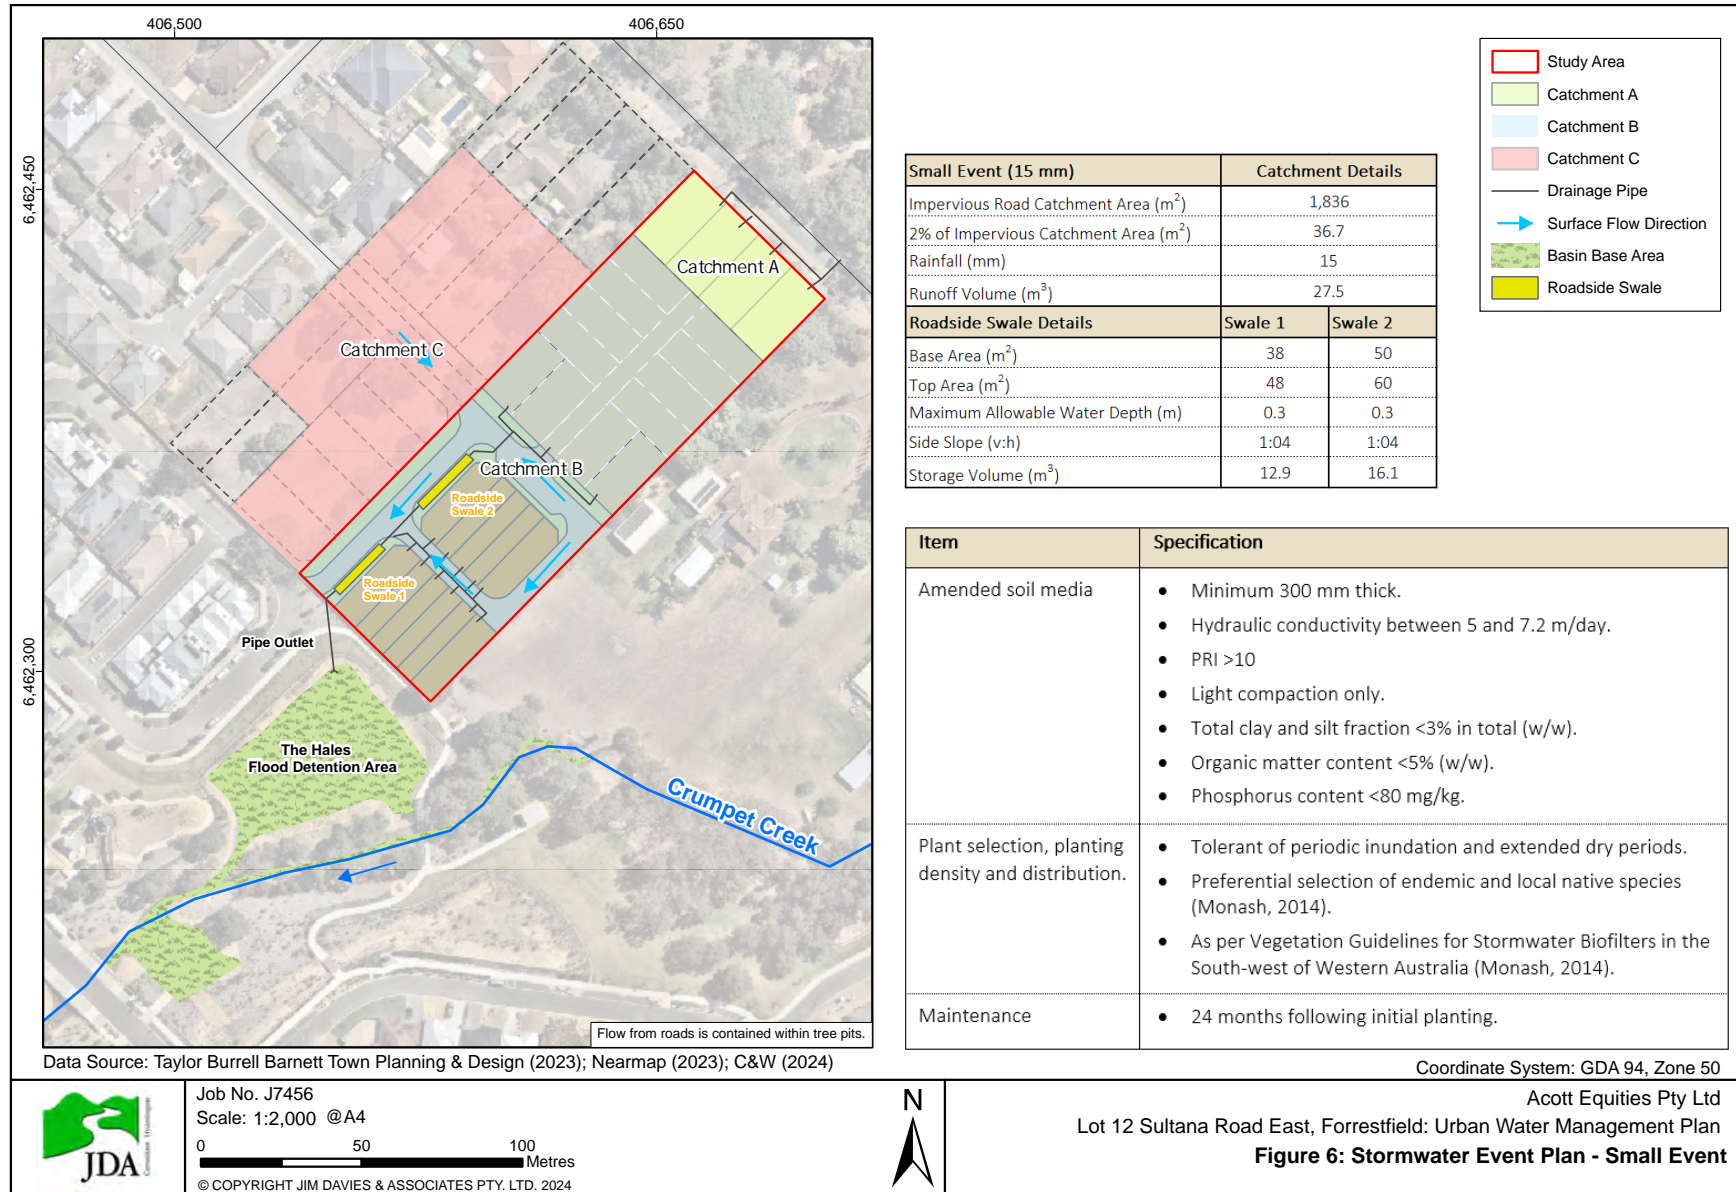 406,500
406,650
6,462,450
6,462,300
Catchment A
Catchment C
Catchment B
Roadside
Swale 2
Roadside
Swale 1
Pipe Outlet
The Hales
Flood Detention Area
Crumpet Creek
Flow from roads is contained within tree pits.
Data Source: Taylor Burrell Barnett Town Planning & Design (2023); Nearmap (2023); C&W (2024)
Study Area
Catchment A
Catchment B
Catchment C
Drainage Pipe
Surface Flow Direction
Basin Base Area
Roadside Swale
Small Event (15 mm) Catchment Details
Impervious Road Catchment Area (m²) 1,836
2% of Impervious Catchment Area (m²) 36.7
Rainfall (mm) 15
Runoff Volume (m³) 27.5
Roadside Swale Details Swale 1 Swale 2
Base Area (m²) 38 50
Top Area (m²) 48 60
Maximum Allowable Water Depth (m) 0.3 0.3
Side Slope (v:h) 1:04 1:04
Storage Volume (m³) 12.9 16.1
Item Specification
Amended soil media • Minimum 300 mm thick.
• Hydraulic conductivity between 5 and 7.2 m/day.
• PRI >10
• Light compaction only.
• Total clay and silt fraction <3% in total (w/w).
• Organic matter content <5% (w/w).
• Phosphorus content <80 mg/kg.
Plant selection, planting • Tolerant of periodic inundation and extended dry periods.
density and distribution. • Preferential selection of endemic and local native species
(Monash, 2014).
• As per Vegetation Guidelines for Stormwater Biofilters in the
South-west of Western Australia (Monash, 2014).
Maintenance • 24 months following initial planting.
Coordinate System: GDA 94, Zone 50
JDA
Job No. J7456
Scale: 1:2,000 @A4
0 50 100
Metres
© COPYRIGHT JIM DAVIES & ASSOCIATES PTY. LTD. 2024
N
Acott Equities Pty Ltd
Lot 12 Sultana Road East, Forrestfield: Urban Water Management Plan
Figure 6: Stormwater Event Plan - Small Event